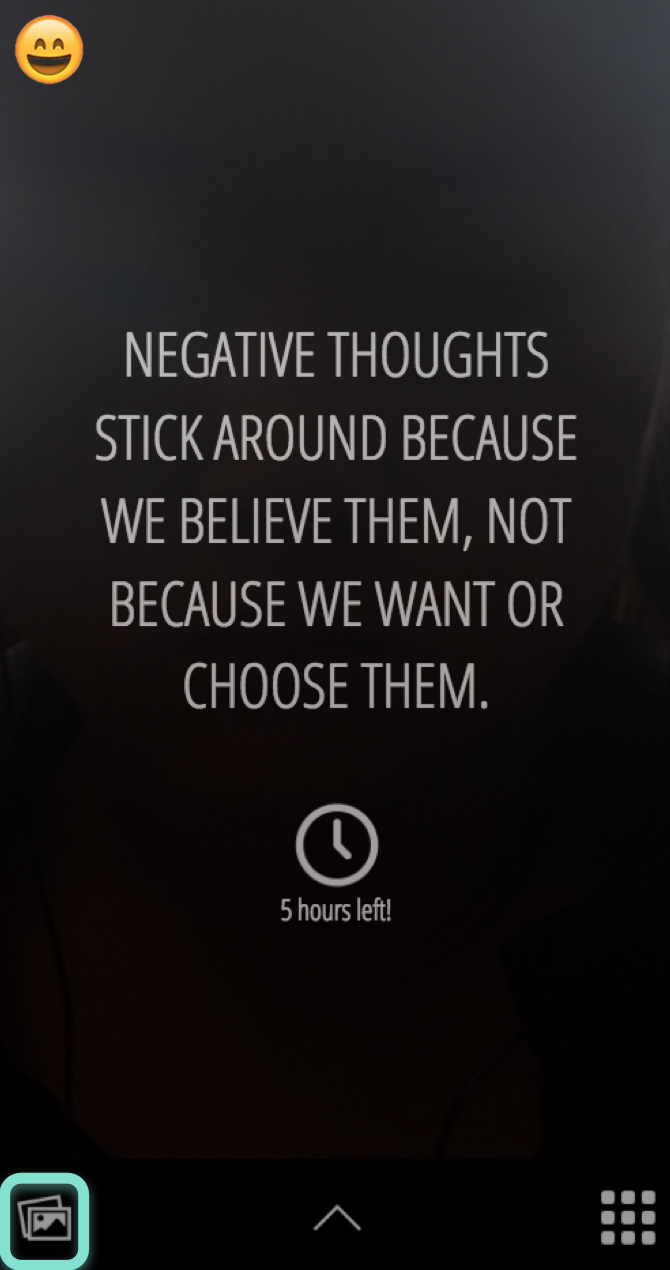 NEGATIVE THOUGHTS
STICK AROUND BECAUSE
WE BELIEVE THEM, NOT
BECAUSE WE WANT OR
CHOOSE THEM.
5 hours left!